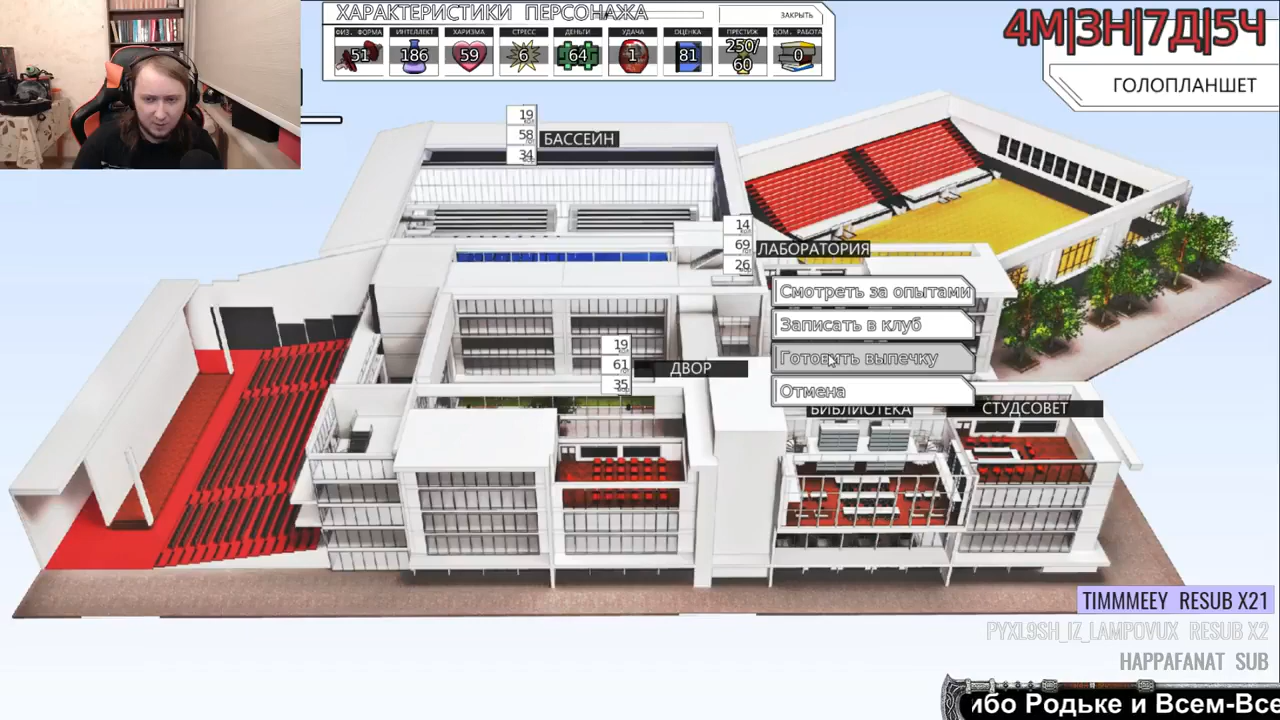 ХАРАКТЕРИСТИКИ ПЕРСОНАЖА
ЗАКРЫТЬ
ФИЗ. ФОРМА ИНТЕЛЛЕКТ ХАРИЗМА СТРЕСС ДЕНЬГИ УДАЧА ОЦЕНКА ПРЕСТИЖ ДОМ. РАБОТА
51 186 59 6 64 1 81 250/60 0
4М|3Н|7Д|5Ч
ГОЛОПЛАНШЕТ
19
58
34
БАССЕЙН
14
69
26
ЛАБОРАТОРИЯ
Смотреть за опытами
Записать в клуб
Готовить выпечку
Отмена
19
61
35
ДВОР
БИБЛИОТЕКА
СТУДСОВЕТ
TIMMMEEY RESUB X21
PYXL9SH_IZ_LAMPOVUX RESUB X2
HAPPAFANAT SUB
ибо Родьке и Всем-Все